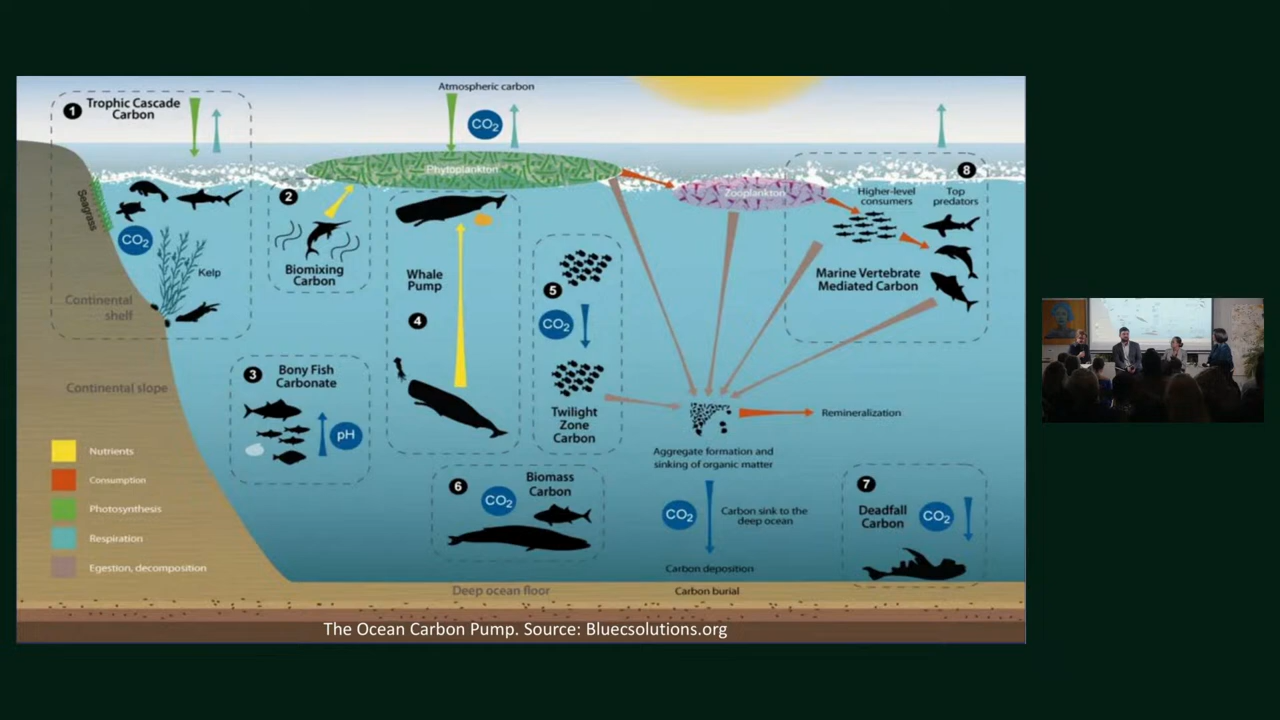 Atmospheric carbon
CO2
1
Trophic Cascade
Carbon
Phytoplankton
Zooplankton
8
Higher-level
consumers
Top
predators
Seagrass
CO2
Kelp
Continental
shelf
2
Biomixing
Carbon
Whale
Pump
4
5
CO2
Twilight
Zone
Carbon
Marine Vertebrate
Mediated Carbon
Continental slope
3
Bony Fish
Carbonate
pH
Remineralization
Aggregate formation and
sinking of organic matter
6
CO2
Biomass
Carbon
CO2
Carbon sink to the
deep ocean
7
Deadfall
Carbon
CO2
Nutrients
Consumption
Photosynthesis
Respiration
Egestion, decomposition
Carbon deposition
Deep ocean floor
Carbon burial
The Ocean Carbon Pump. Source: Bluecsolutions.org